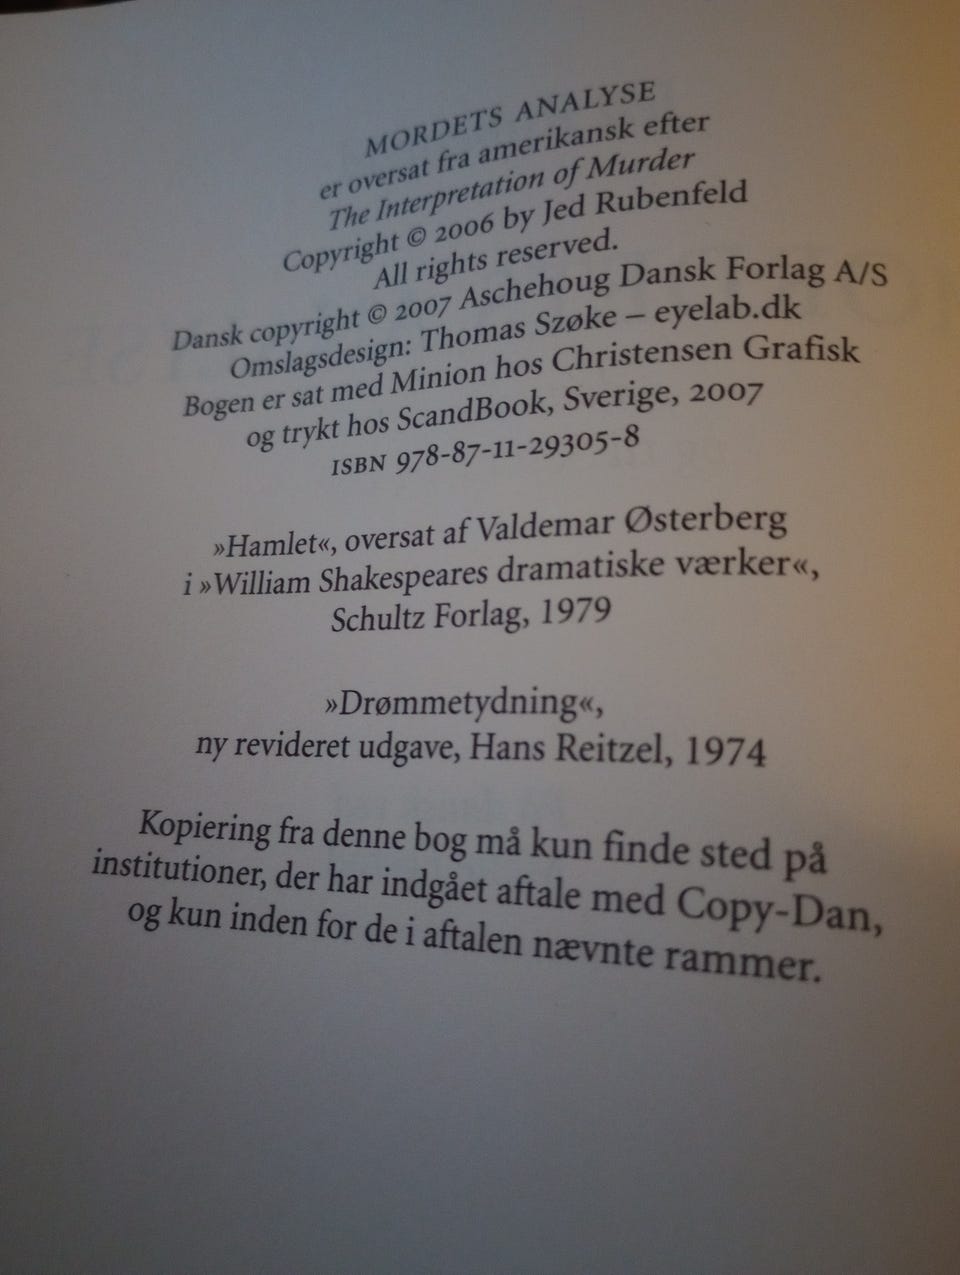 MORDETS ANALYSE
er oversat fra amerikansk efter
The Interpretation of Murder
Copyright © 2006 by Jed Rubenfeld
All rights reserved.
Dansk copyright © 2007 Aschehoug Dansk Forlag A/S
Omslagsdesign: Thomas Szøke – eyelab.dk
Bogen er sat med Minion hos Christensen Grafisk
og trykt hos ScandBook, Sverige, 2007
ISBN 978-87-11-29305-8
»Hamlet«, oversat af Valdemar Østerberg
i »William Shakespeares dramatiske værker«,
Schultz Forlag, 1979
»Drømmetydning«,
ny revideret udgave, Hans Reitzel, 1974
Kopiering fra denne bog må kun finde sted på
institutioner, der har indgået aftale med Copy-Dan,
og kun inden for de i aftalen nævnte rammer.